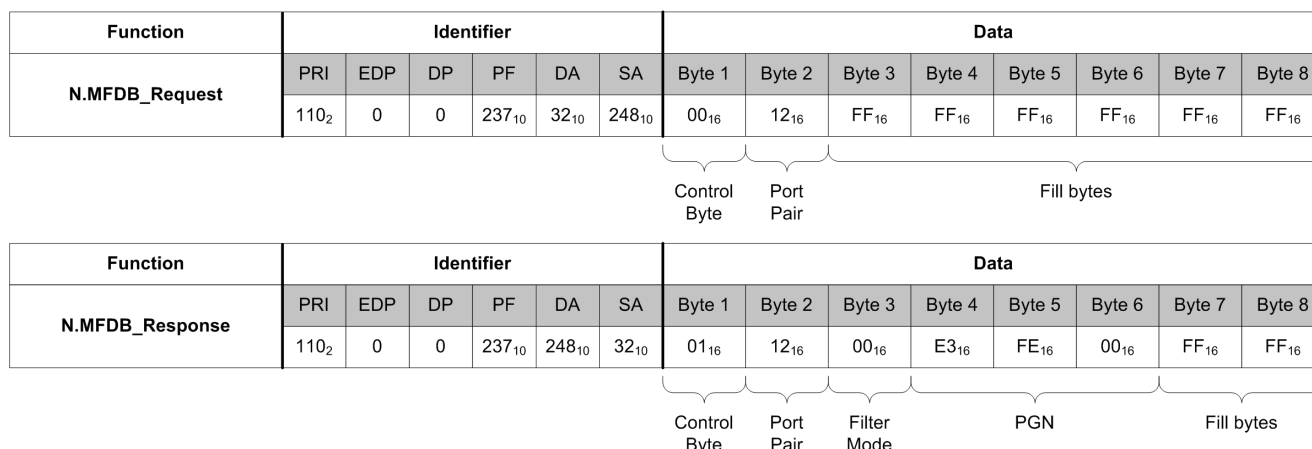 Function Identifier Data
N.MFDB_Request PRI EDP DP PF DA SA Byte 1 Byte 2 Byte 3 Byte 4 Byte 5 Byte 6 Byte 7 Byte 8
110₂ 0 0 237₁₀ 32₁₀ 248₁₀ 00₁₆ 12₁₆ FF₁₆ FF₁₆ FF₁₆ FF₁₆ FF₁₆ FF₁₆
Control Port Fill bytes
Byte Pair
Function Identifier Data
N.MFDB_Response PRI EDP DP PF DA SA Byte 1 Byte 2 Byte 3 Byte 4 Byte 5 Byte 6 Byte 7 Byte 8
110₂ 0 0 237₁₀ 248₁₀ 32₁₀ 01₁₆ 12₁₆ 00₁₆ E3₁₆ FE₁₆ 00₁₆ FF₁₆ FF₁₆
Control Port Filter PGN Fill bytes
Byte Pair Mode